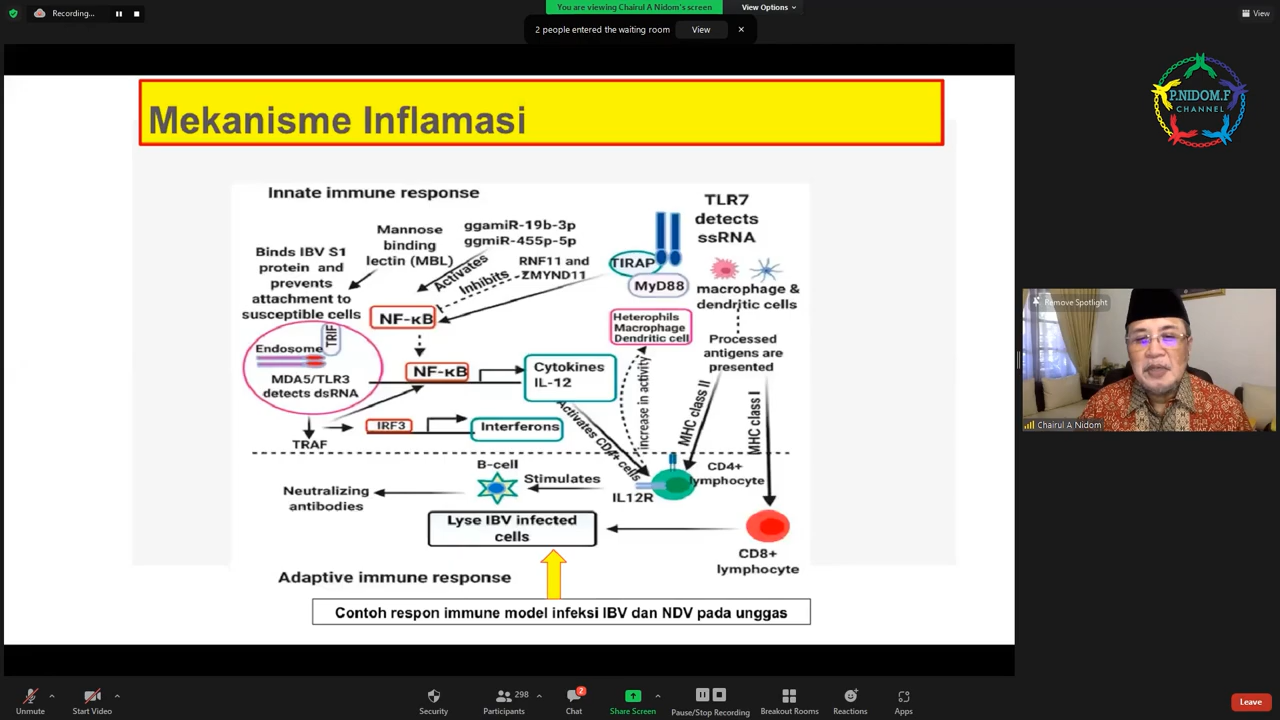 Recording...
You are viewing Chairul A Nidom's screen
View Options
View
2 people entered the waiting room
View
Mekanisme Inflamasi
P.NIDOM.F
CHANNEL
Innate immune response
TLR7
detects
ssRNA
Mannose
binding
lectin (MBL)
ggamiR-19b-3p
ggmiR-455p-5p
Binds IBV S1
protein and
prevents
attachment to
susceptible cells
Activates
Inhibits
RNF11 and
ZMYND11
TIRAP
MyD88
macrophage &
dendritic cells
NF-κB
Heterophils
Macrophage
Dendritic cell
Processed
antigens are
presented
TRIF
Endosome
MDA5/TLR3
detects dsRNA
NF-κB
Cytokines
IL-12
increase in activity
MHC class II
MHC class I
Activates CD4+ cells
TRAF
IRF3
Interferons
B-cell
Stimulates
IL12R
CD4+
lymphocyte
Neutralizing
antibodies
Lyse IBV infected
cells
CD8+
lymphocyte
Adaptive immune response
Contoh respon immune model infeksi IBV dan NDV pada unggas
Remove Spotlight
Chairul A Nidom
Unmute
Start Video
Security
298
Participants
2
Chat
Share Screen
Pause/Stop Recording
Breakout Rooms
Reactions
Apps
Leave